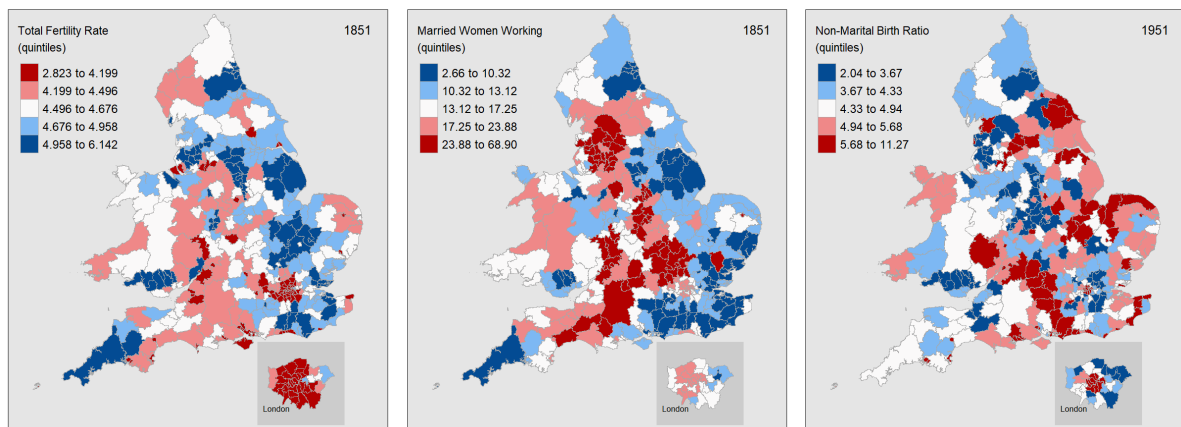 Total Fertility Rate 1851
(quintiles)
2.823 to 4.199
4.199 to 4.496
4.496 to 4.676
4.676 to 4.958
4.958 to 6.142
London
Married Women Working 1851
(quintiles)
2.66 to 10.32
10.32 to 13.12
13.12 to 17.25
17.25 to 23.88
23.88 to 68.90
London
Non-Marital Birth Ratio 1951
(quintiles)
2.04 to 3.67
3.67 to 4.33
4.33 to 4.94
4.94 to 5.68
5.68 to 11.27
London